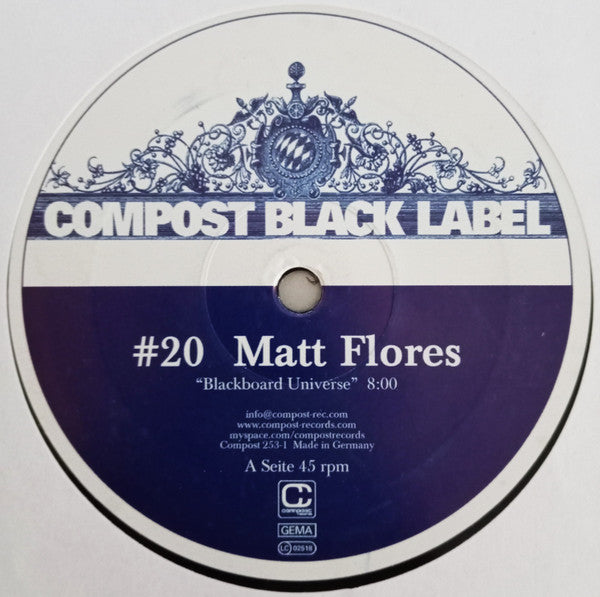 COMPOST BLACK LABEL
#20 Matt Flores
“Blackboard Universe” 8:00
info@compost-rec.com
www.compost-records.com
myspace.com/compostrecords
Compost 253-1 Made in Germany
A Seite 45 rpm
COMPOST
GEMA
LC 02518